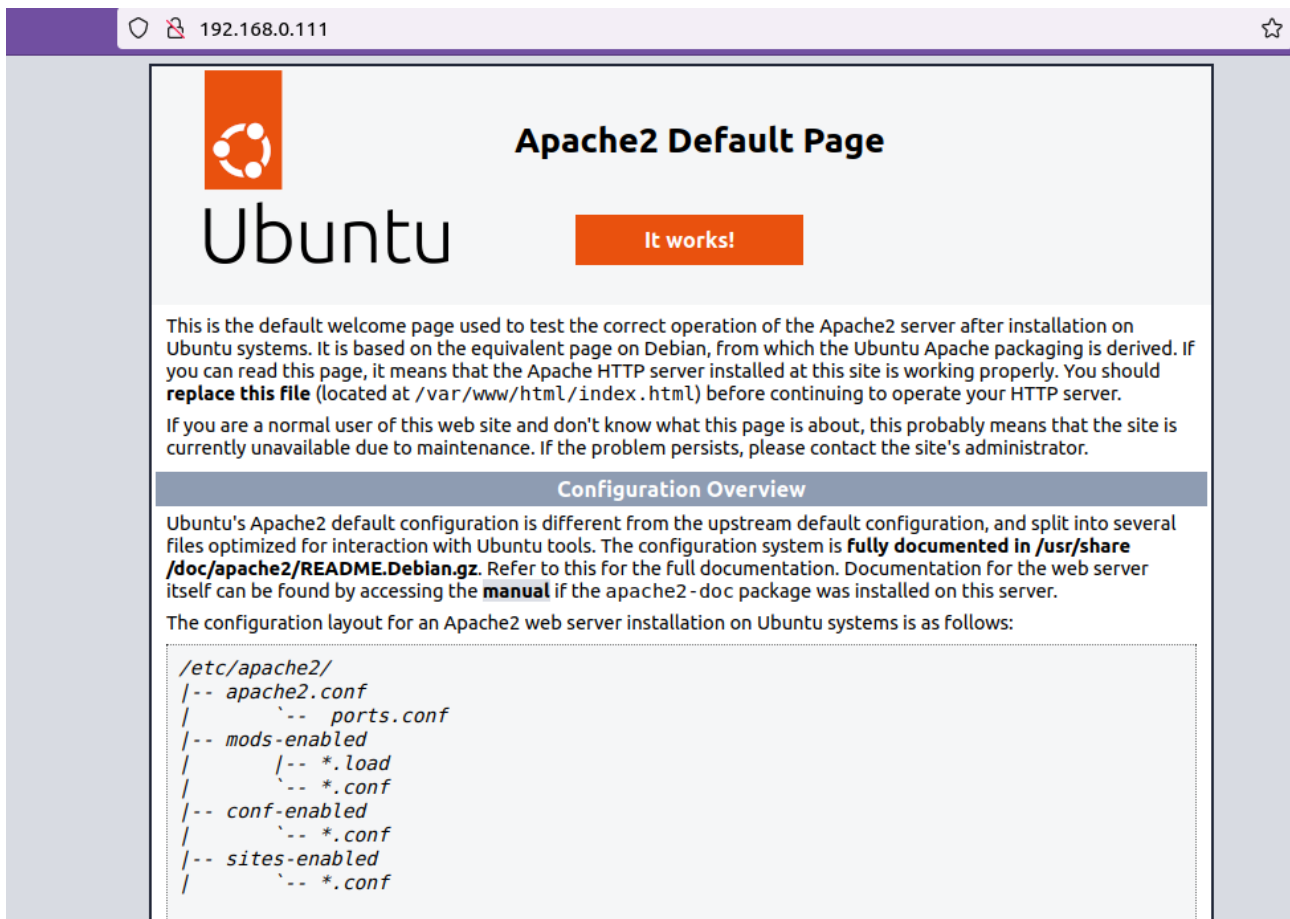 192.168.0.111
Apache2 Default Page
Ubuntu
It works!
This is the default welcome page used to test the correct operation of the Apache2 server after installation on
Ubuntu systems. It is based on the equivalent page on Debian, from which the Ubuntu Apache packaging is derived. If
you can read this page, it means that the Apache HTTP server installed at this site is working properly. You should
replace this file (located at /var/www/html/index.html) before continuing to operate your HTTP server.
If you are a normal user of this web site and don't know what this page is about, this probably means that the site is
currently unavailable due to maintenance. If the problem persists, please contact the site's administrator.
Configuration Overview
Ubuntu's Apache2 default configuration is different from the upstream default configuration, and split into several
files optimized for interaction with Ubuntu tools. The configuration system is fully documented in /usr/share
/doc/apache2/README.Debian.gz. Refer to this for the full documentation. Documentation for the web server
itself can be found by accessing the manual if the apache2-doc package was installed on this server.
The configuration layout for an Apache2 web server installation on Ubuntu systems is as follows:
/etc/apache2/
|-- apache2.conf
|       `--  ports.conf
|-- mods-enabled
|       |-- *.load
|       `-- *.conf
|-- conf-enabled
|       `-- *.conf
|-- sites-enabled
|       `-- *.conf